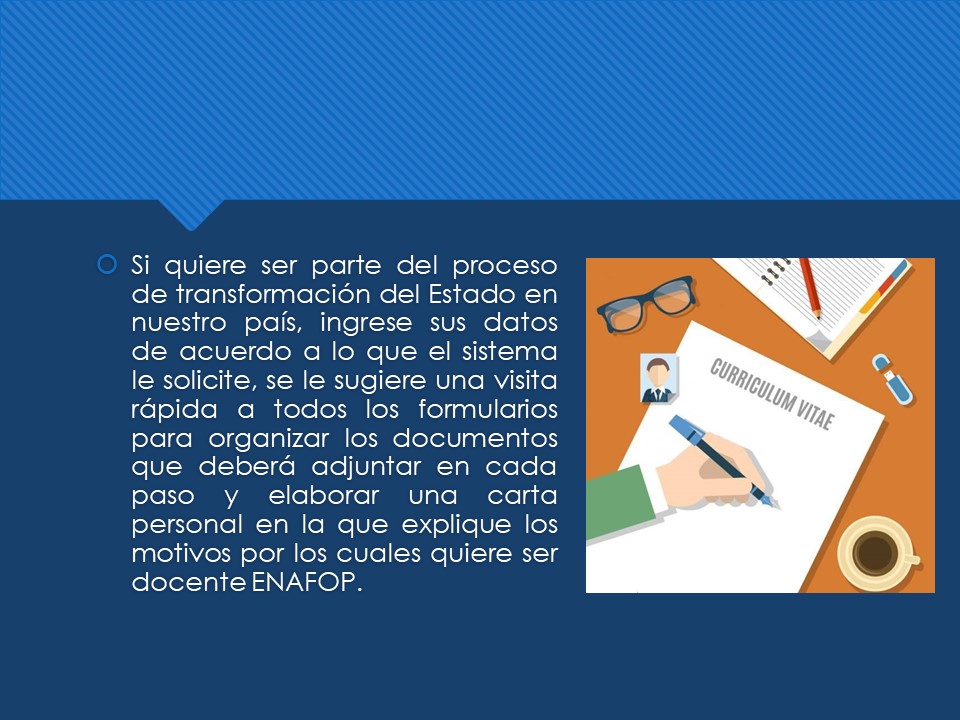 Si quiere ser parte del proceso
de transformación del Estado en
nuestro país, ingrese sus datos
de acuerdo a lo que el sistema
le solicite, se le sugiere una visita
rápida a todos los formularios
para organizar los documentos
que deberá adjuntar en cada
paso y elaborar una carta
personal en la que explique los
motivos por los cuales quiere ser
docente ENAFOP.
CURRICULUM VITAE